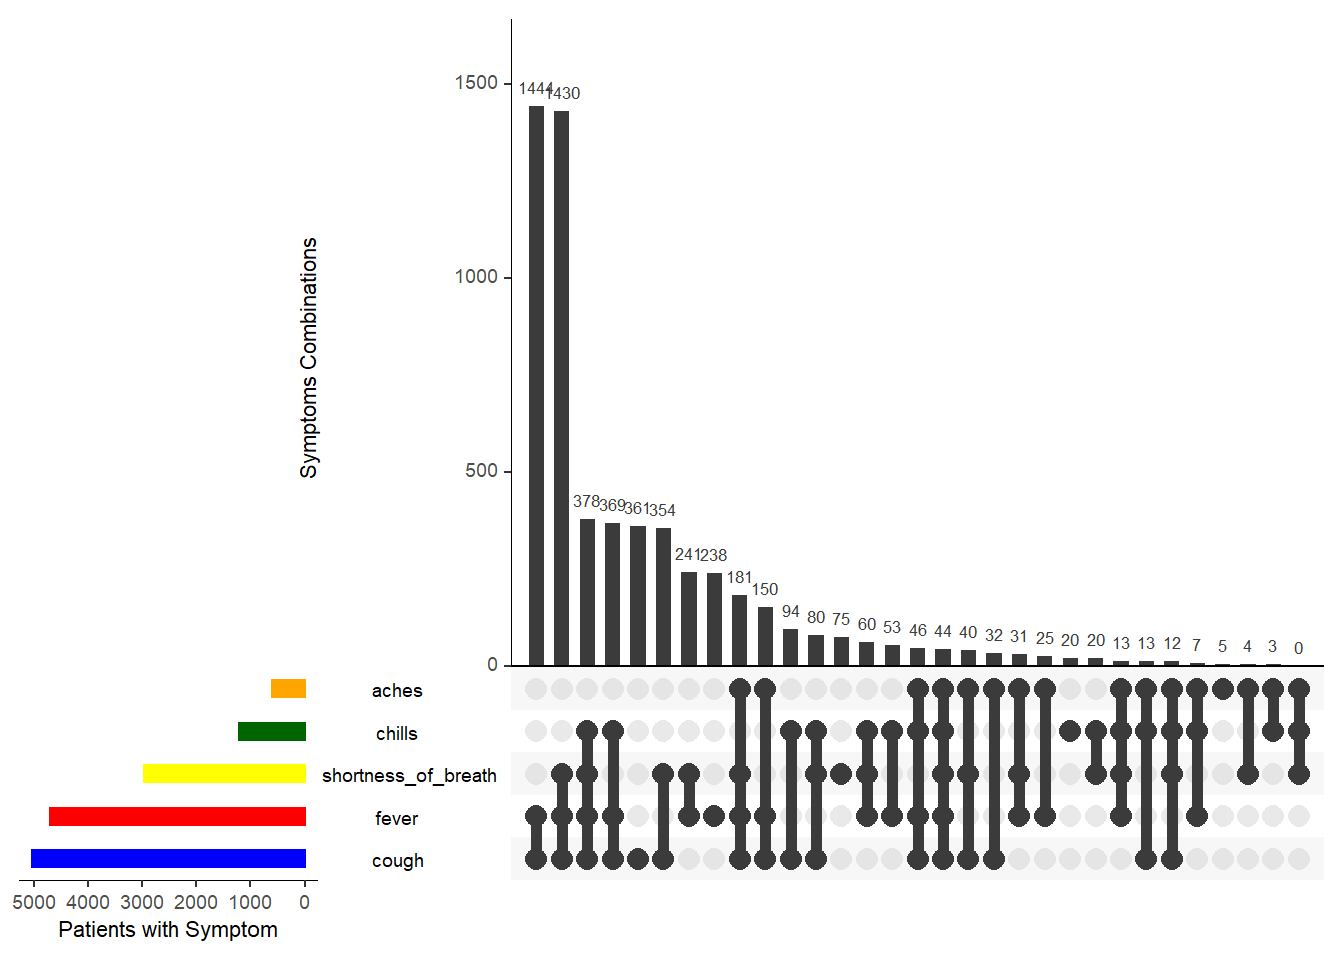 1500
1000
500
0
Symptoms Combinations
1444 1430 378 369 361 354 241 238 181 150 94 80 75 60 53 46 44 40 32 31 25 20 20 13 13 12 7 5 4 3 0
aches
chills
shortness_of_breath
fever
cough
5000 4000 3000 2000 1000 0
Patients with Symptom